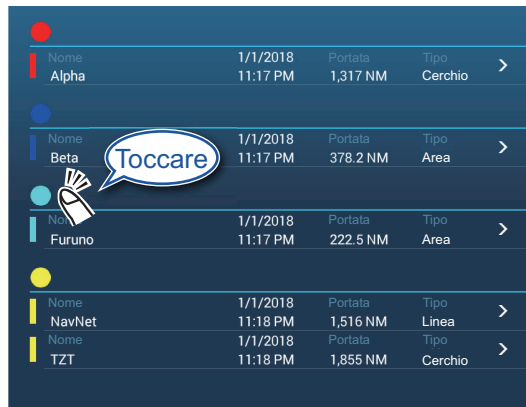 Nome 1/1/2018 Portata Tipo
Alpha 11:17 PM 1,317 NM Cerchio
Nome 1/1/2018 Portata Tipo
Beta 11:17 PM 378.2 NM Area
Toccare
Nome 1/1/2018 Portata Tipo
Furuno 11:17 PM 222.5 NM Area
Nome 1/1/2018 Portata Tipo
NavNet 11:18 PM 1,516 NM Linea
Nome 1/1/2018 Portata Tipo
TZT 11:18 PM 1,855 NM Cerchio